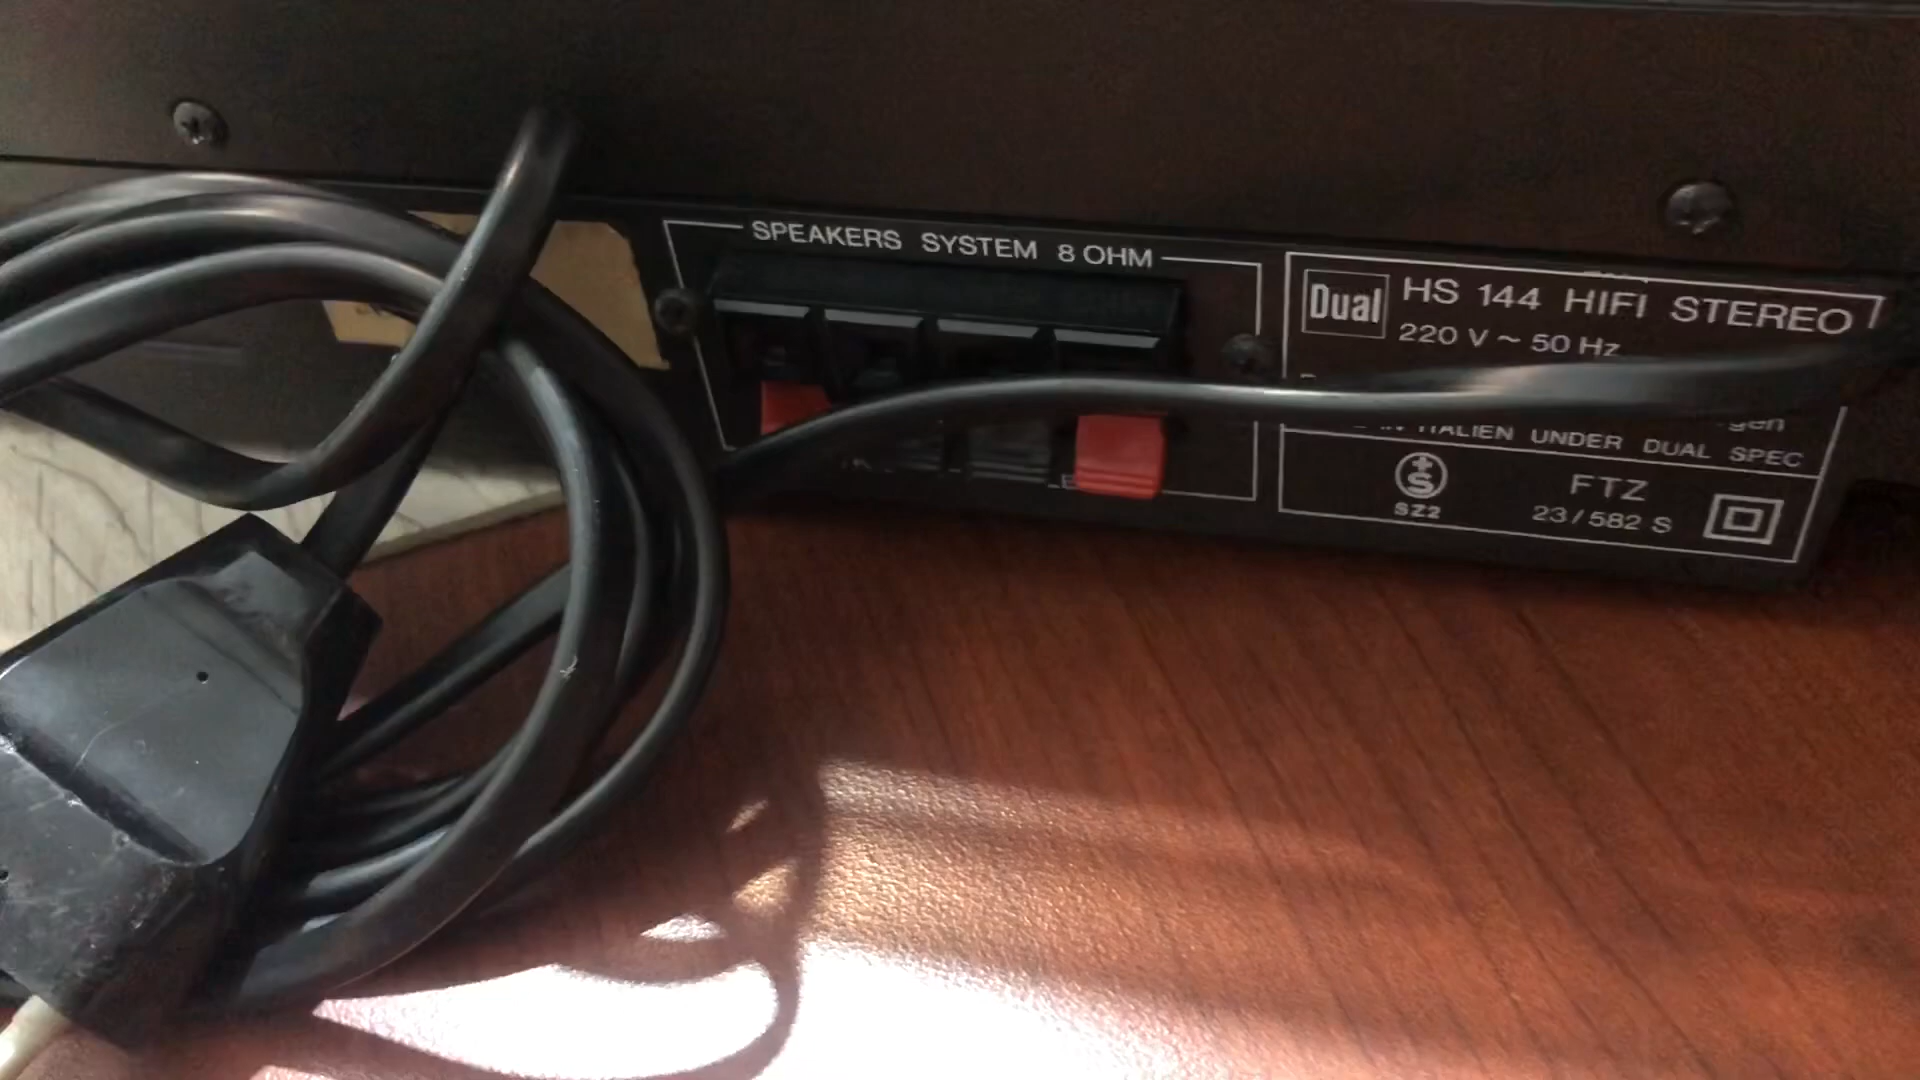 SPEAKERS SYSTEM 8 OHM
Dual
HS 144 HIFI STEREO
220 V ~ 50 Hz
ITALIEN UNDER DUAL SPEC
SZ2
FTZ
23 / 582 S